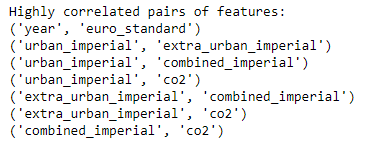 Highly correlated pairs of features:
('year', 'euro_standard')
('urban_imperial', 'extra_urban_imperial')
('urban_imperial', 'combined_imperial')
('urban_imperial', 'co2')
('extra_urban_imperial', 'combined_imperial')
('extra_urban_imperial', 'co2')
('combined_imperial', 'co2')